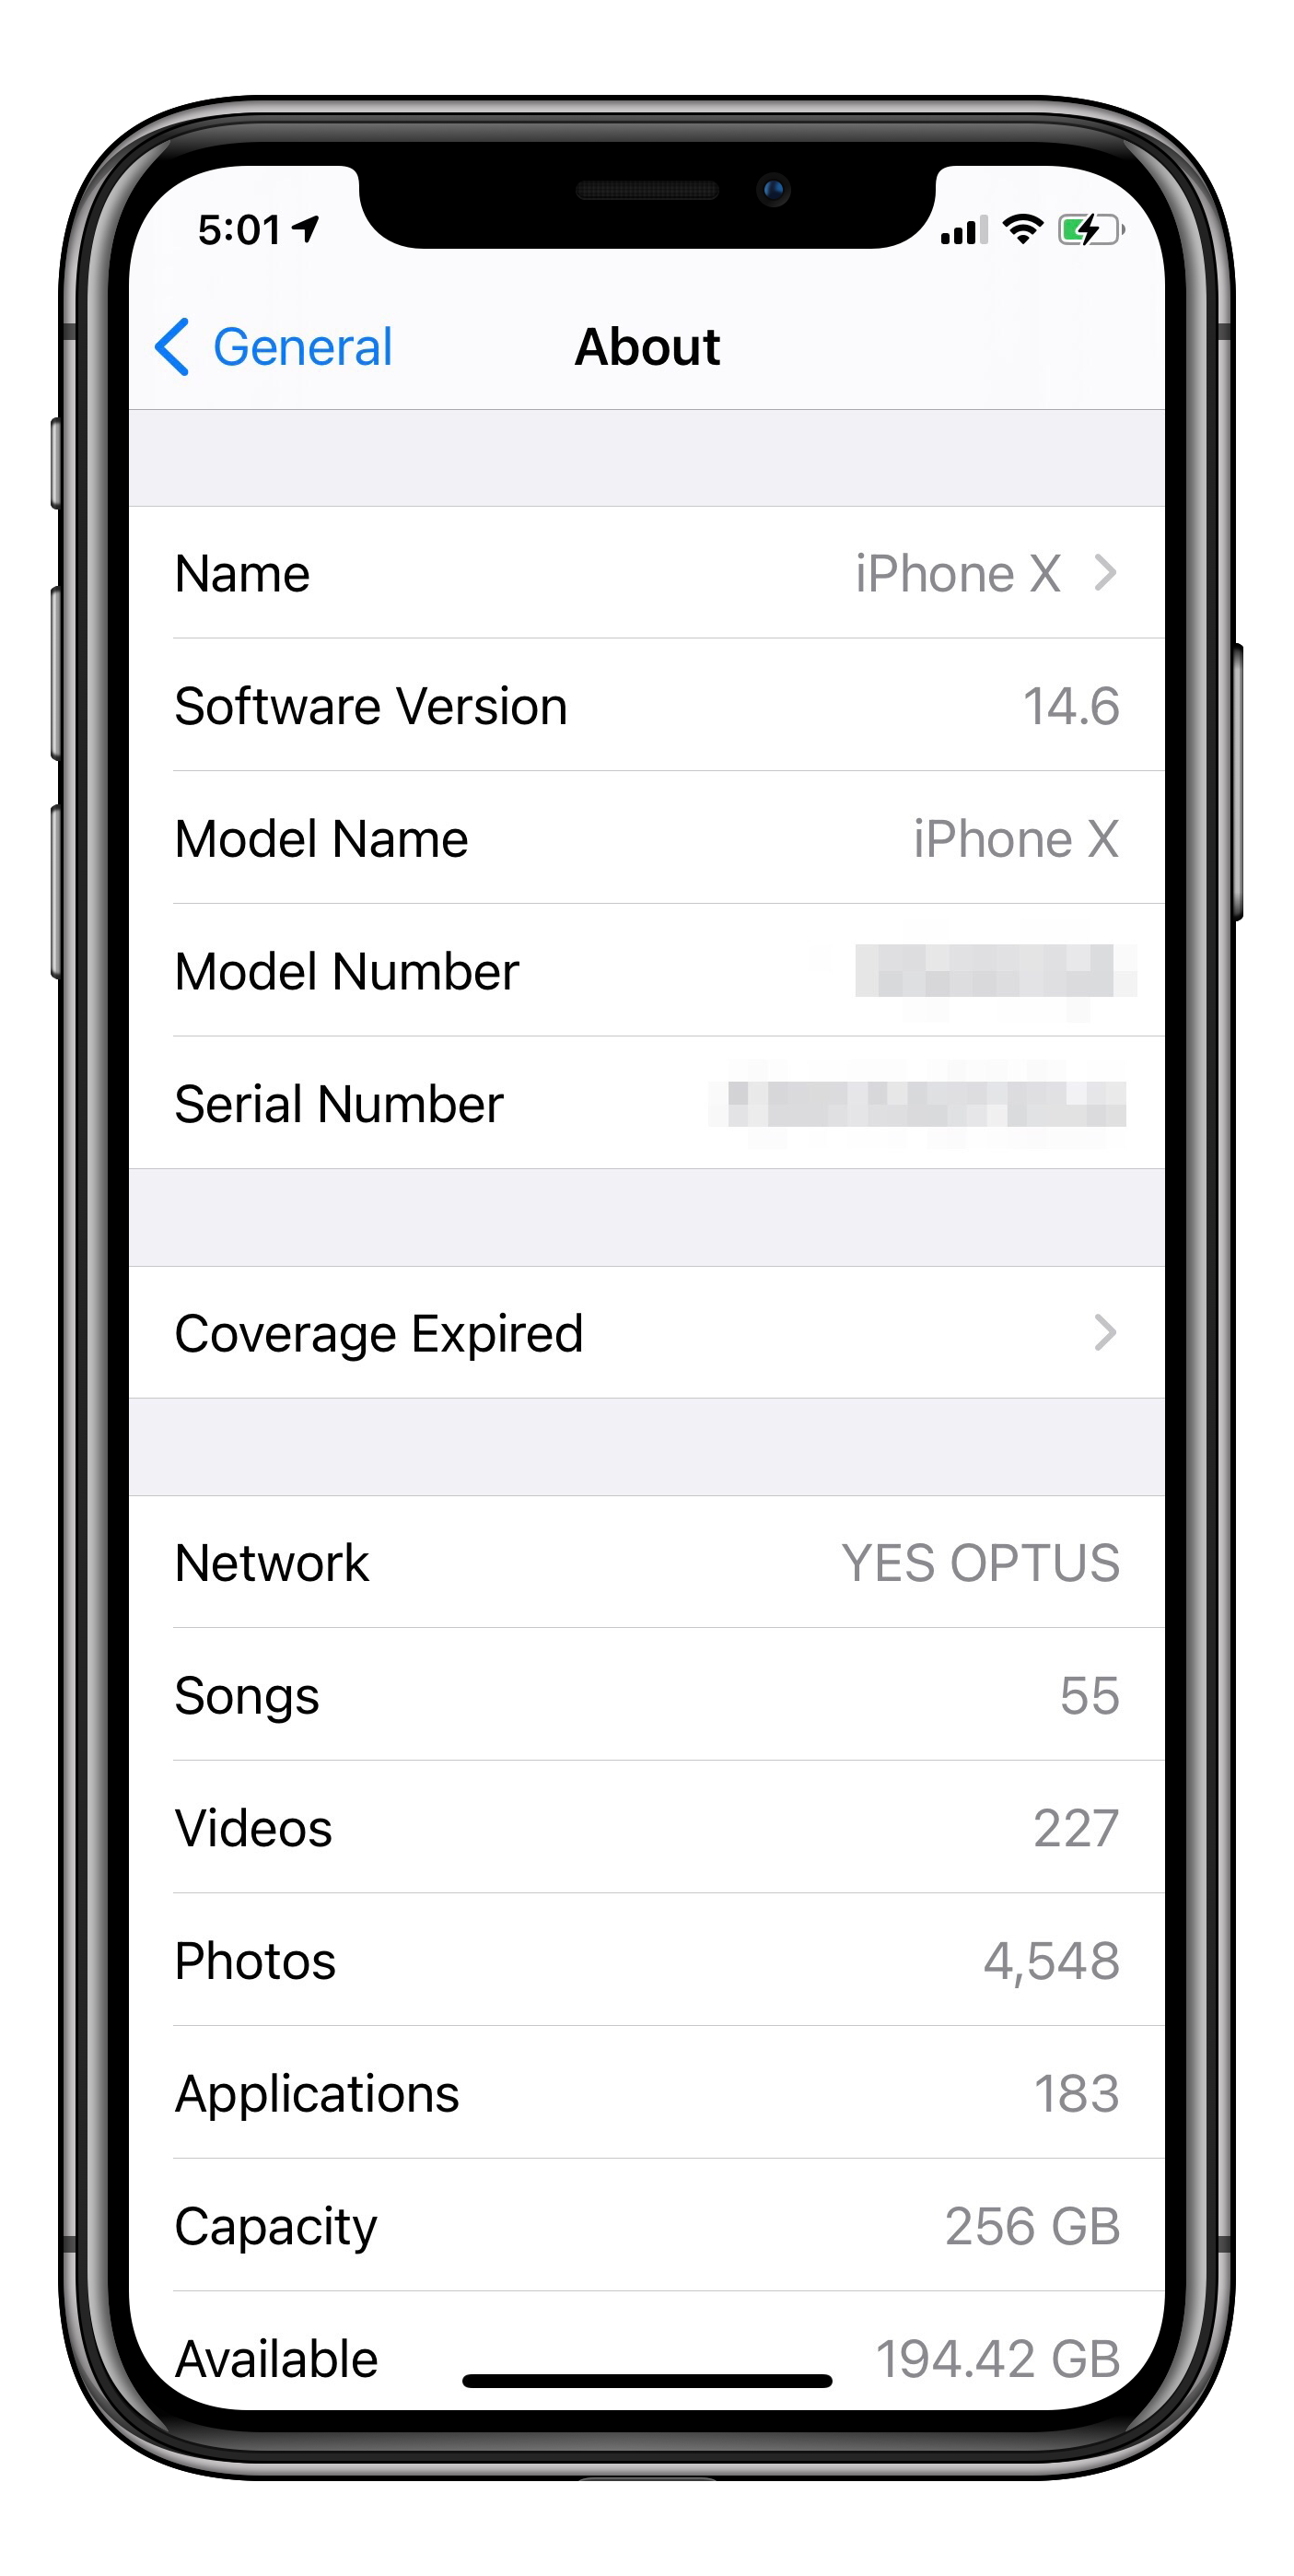 5:01
General About
Name iPhone X
Software Version 14.6
Model Name iPhone X
Model Number
Serial Number
Coverage Expired
Network YES OPTUS
Songs 55
Videos 227
Photos 4,548
Applications 183
Capacity 256 GB
Available 194.42 GB